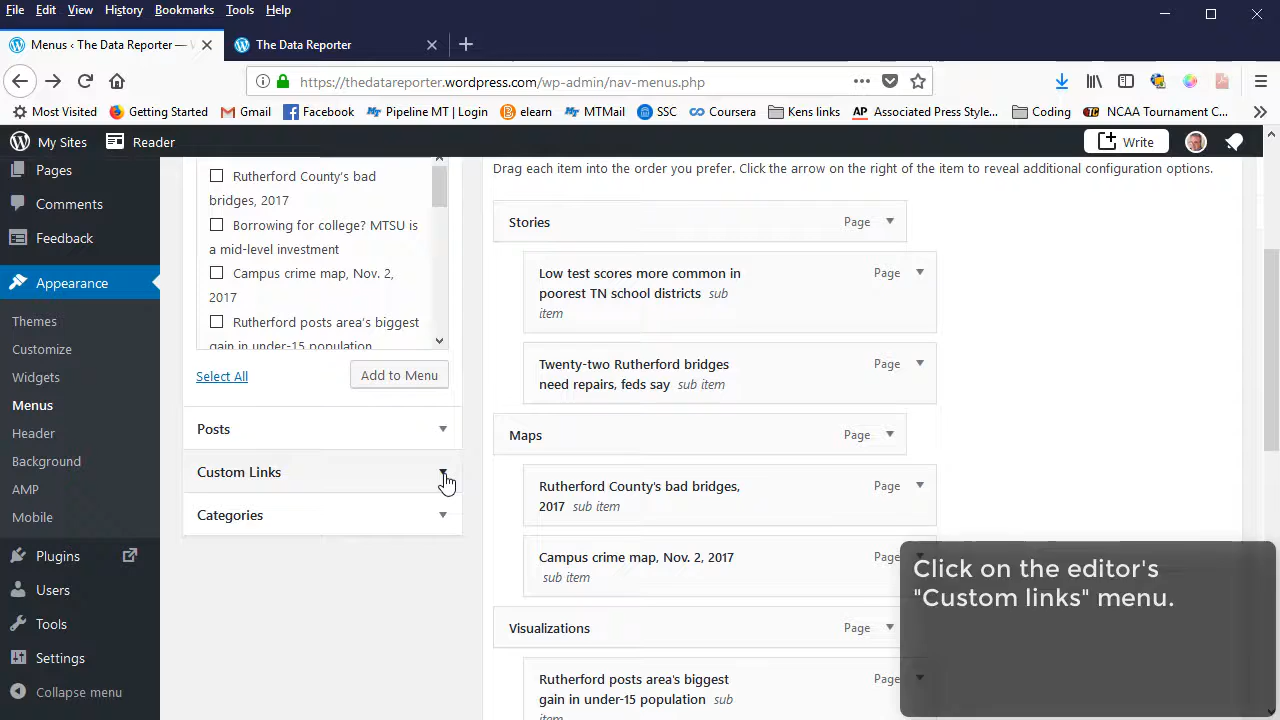 File Edit View History Bookmarks Tools Help
Menus ‹ The Data Reporter —
The Data Reporter
https://thedatareporter.wordpress.com/wp-admin/nav-menus.php
Most Visited Getting Started Gmail Facebook Pipeline MT | Login elearn MTMail SSC Coursera Kens links AP Associated Press Style... Coding NCAA Tournament C...
My Sites Reader Write
Pages
Comments
Feedback
Appearance
Themes
Customize
Widgets
Menus
Header
Background
AMP
Mobile
Plugins
Users
Tools
Settings
Collapse menu
Rutherford County's bad
bridges, 2017
Borrowing for college? MTSU is
a mid-level investment
Campus crime map, Nov. 2,
2017
Rutherford posts area's biggest
gain in under-15 population
Select All Add to Menu
Posts
Custom Links
Categories
Drag each item into the order you prefer. Click the arrow on the right of the item to reveal additional configuration options.
Stories Page
Low test scores more common in Page
poorest TN school districts sub
item
Twenty-two Rutherford bridges Page
need repairs, feds say sub item
Maps Page
Rutherford County's bad bridges, Page
2017 sub item
Campus crime map, Nov. 2, 2017 Page
sub item
Visualizations Page
Rutherford posts area's biggest Page
gain in under-15 population sub
item
Click on the editor's
"Custom links" menu.